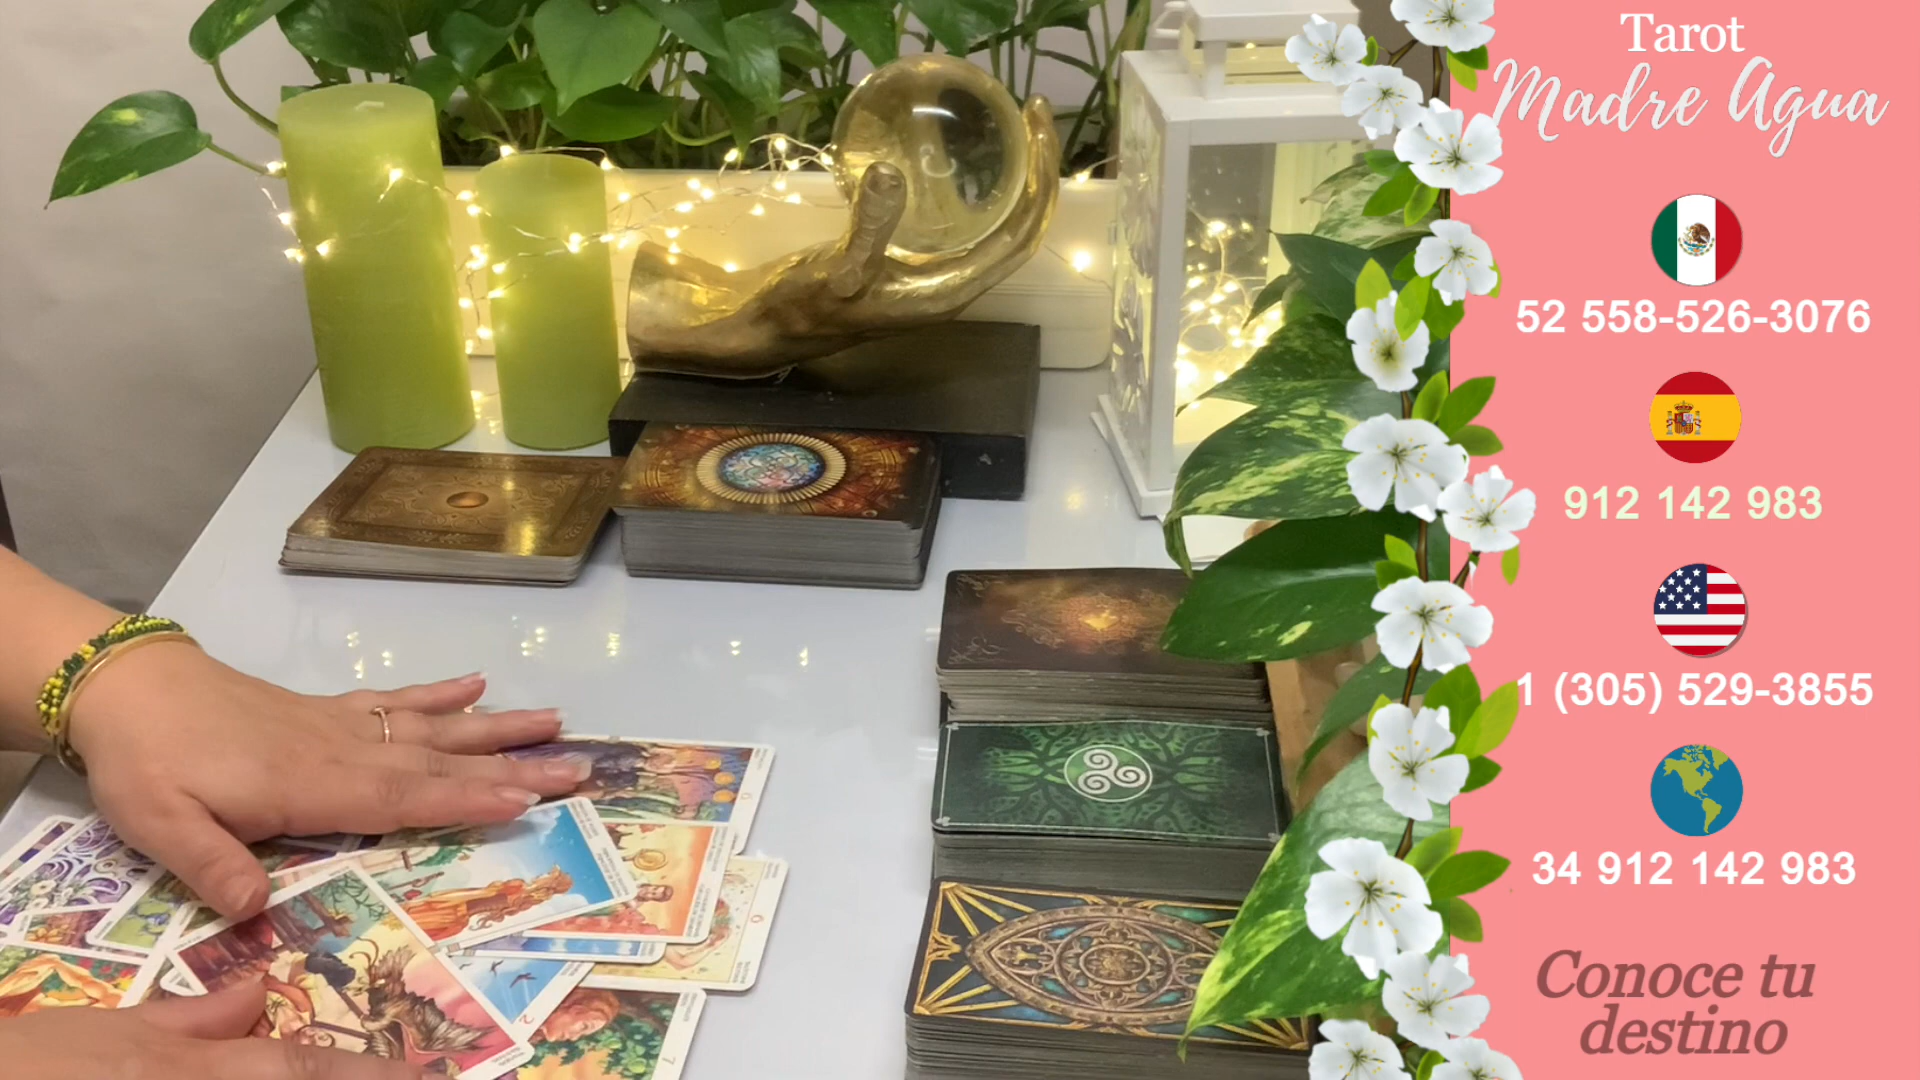 Tarot
Madre Agua
52 558-526-3076
912 142 983
1 (305) 529-3855
34 912 142 983
Conoce tu
destino